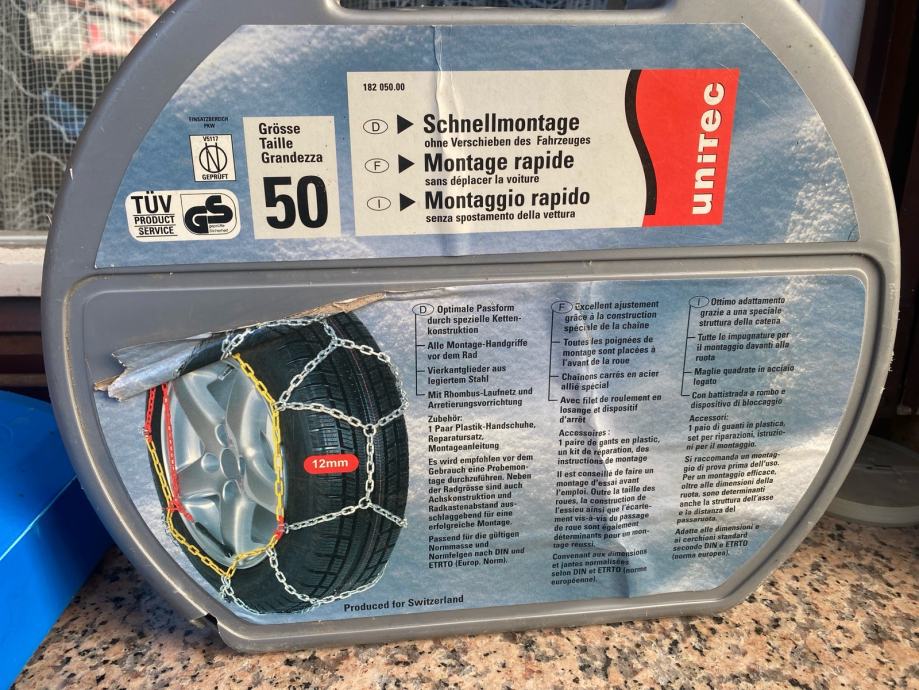 182 050.00
D Schnellmontage
ohne Verschieben des Fahrzeuges
F Montage rapide
sans déplacer la voiture
I Montaggio rapido
senza spostamento della vettura
unitec
EINSATZBEREICH
PKW
V5117
N
GEPRÜFT
TÜV
PRODUCT
SERVICE
GS
geprüfte
Sicherheit
Grösse
Taille
Grandezza
50
D Optimale Passform
durch spezielle Ketten-
konstruktion
Alle Montage-Handgriffe
vor dem Rad
Vierkantglieder aus
legiertem Stahl
Mit Rhombus-Laufnetz und
Arretierungsvorrichtung
Zubehör:
1 Paar Plastik-Handschuhe,
Reparatursatz,
Montageanleitung
Es wird empfohlen vor dem
Gebrauch eine Probemon-
tage durchzuführen. Neben
der Radgrösse sind auch
Achskonstruktion und
Radkastenabstand aus-
schlaggebend für eine
erfolgreiche Montage.
Passend für die gültigen
Normmasse und
Normfelgen nach DIN und
ETRTO (Europ. Norm).
F Excellent ajustement
grâce à la construction
spéciale de la chaîne
Toutes les poignées de
montage sont placées à
l'avant de la roue
Chaînons carrés en acier
allié spécial
Avec filet de roulement en
losange et dispositif
d'arrêt
Accessoires :
1 paire de gants en plastic,
un kit de réparation, des
instructions de montage
Il est conseillé de faire un
montage d'essai avant
l'emploi. Outre la taille des
roues, la construction de
l'essieu ainsi que l'écarte-
ment vis-à-vis du passage
de roue sont également
déterminants pour un mon-
tage réussi.
Convenant aux dimensions
et jantes normalisées
selon DIN et ETRTO (norme
européenne).
I Ottimo adattamento
grazie a una speciale
struttura della catena
Tutte le impugnature per
il montaggio davanti alla
ruota
Maglie quadrate in acciaio
legato
Con battistrada a rombo e
dispositivo di bloccaggio
Accessori:
1 paio di guanti in plastica,
set per riparazioni, istruzio-
ni per il montaggio.
Si raccomanda un montag-
gio di prova prima dell'uso.
Per un montaggio efficace,
oltre alle dimensioni della
ruota, sono determinanti
anche la struttura dell'asse
e la distanza del
passaruota.
Adatte alle dimensioni e
ai cerchioni standard
secondo DIN e ETRTO
(norma europea).
12mm
Produced for Switzerland